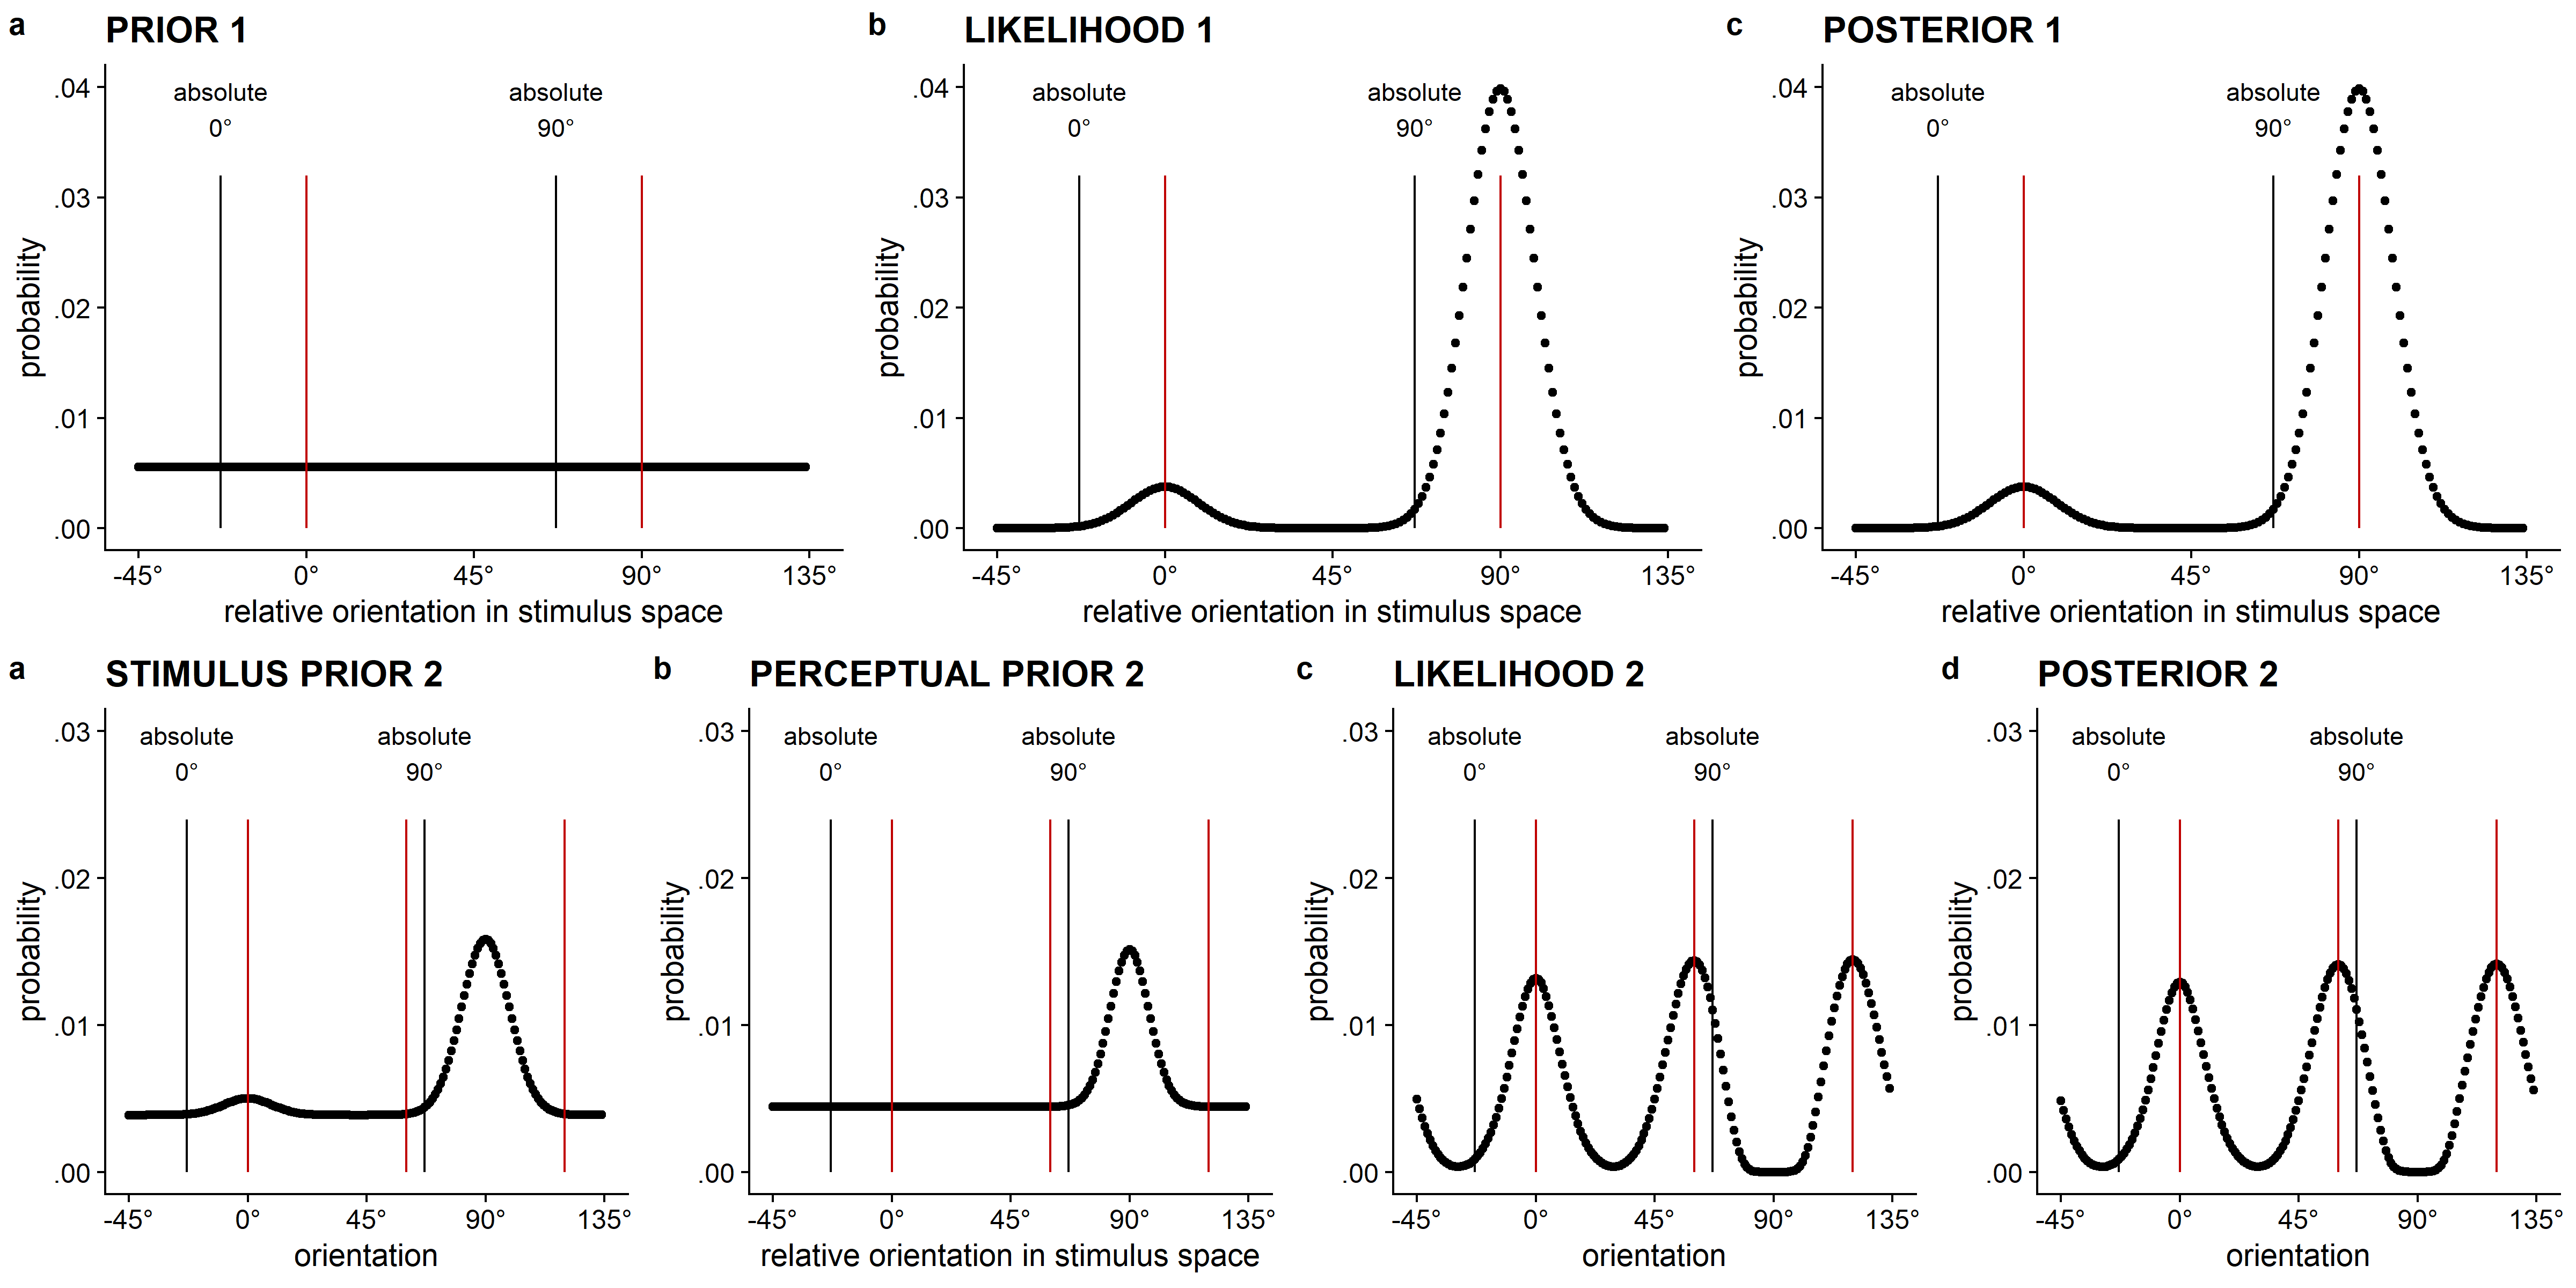 a PRIOR 1
absolute
0°
absolute
90°
.04
.03
.02
.01
.00
probability
-45° 0° 45° 90° 135°
relative orientation in stimulus space
b LIKELIHOOD 1
absolute
0°
absolute
90°
.04
.03
.02
.01
.00
probability
-45° 0° 45° 90° 135°
relative orientation in stimulus space
c POSTERIOR 1
absolute
0°
absolute
90°
.04
.03
.02
.01
.00
probability
-45° 0° 45° 90° 135°
relative orientation in stimulus space
a STIMULUS PRIOR 2
absolute
0°
absolute
90°
.03
.02
.01
.00
probability
-45° 0° 45° 90° 135°
orientation
b PERCEPTUAL PRIOR 2
absolute
0°
absolute
90°
.03
.02
.01
.00
probability
-45° 0° 45° 90° 135°
relative orientation in stimulus space
c LIKELIHOOD 2
absolute
0°
absolute
90°
.03
.02
.01
.00
probability
-45° 0° 45° 90° 135°
orientation
d POSTERIOR 2
absolute
0°
absolute
90°
.03
.02
.01
.00
probability
-45° 0° 45° 90° 135°
orientation